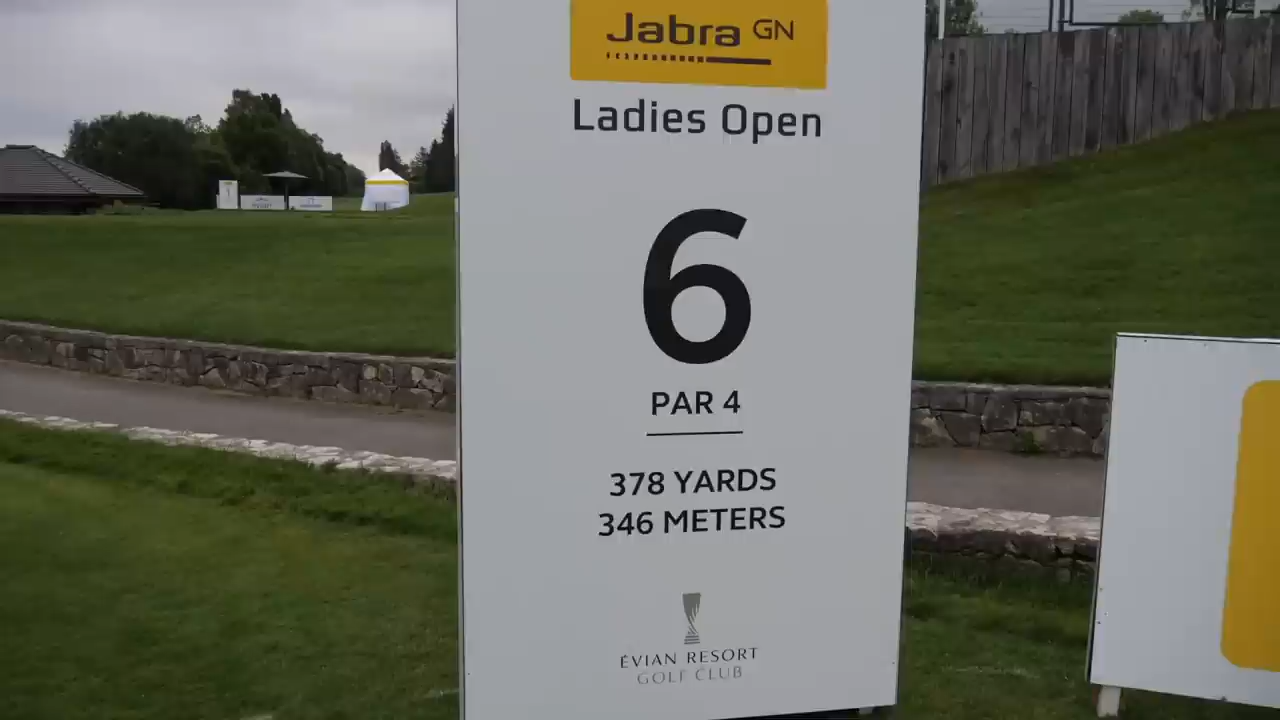 Jabra GN
Ladies Open
6
PAR 4
378 YARDS
346 METERS
ÉVIAN RESORT
GOLF CLUB